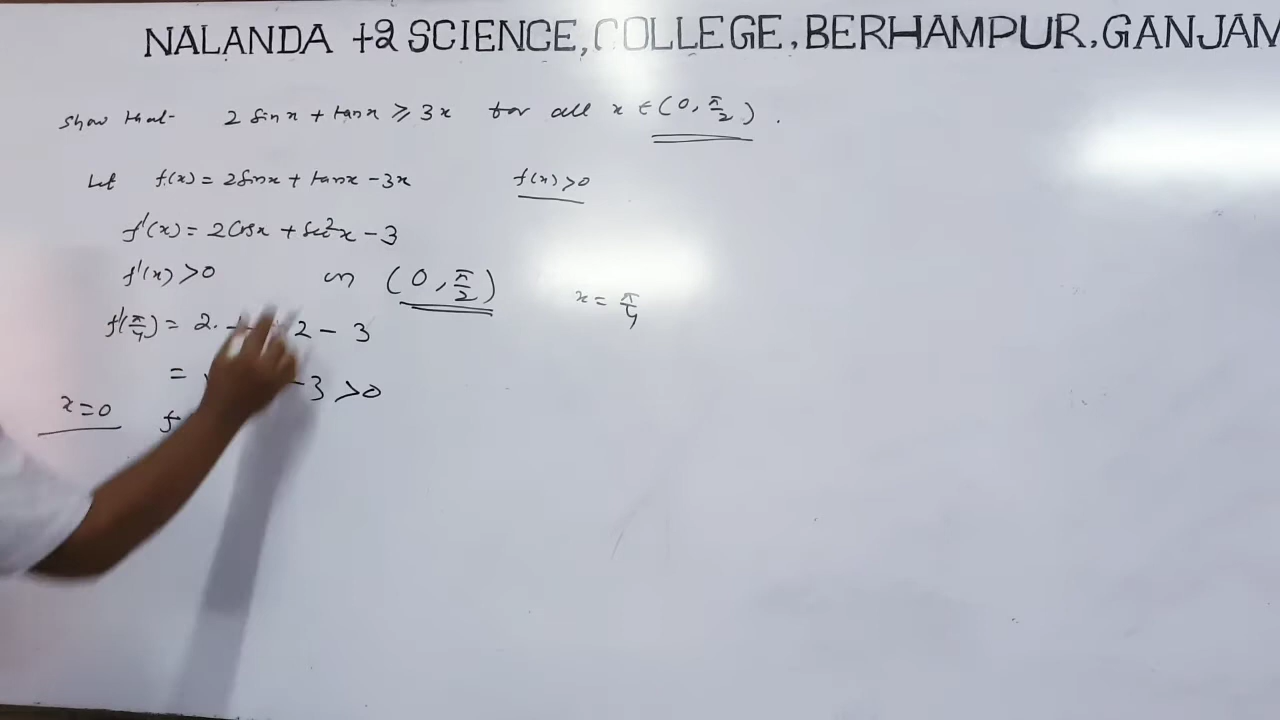 NALANDA +2 SCIENCE, COLLEGE, BERHAMPUR, GANJAM
Show that 2 Sin x + tan x ≥ 3x for all x ∈ (0, π/2).
Let f(x) = 2 Sin x + tan x - 3x f(x) > 0
f'(x) = 2 Cos x + Sec²x - 3
f'(x) > 0 in (0, π/2) x = π/4
f'(π/4) = 2. 2 - 3
= - 3 > 0
x = 0 f